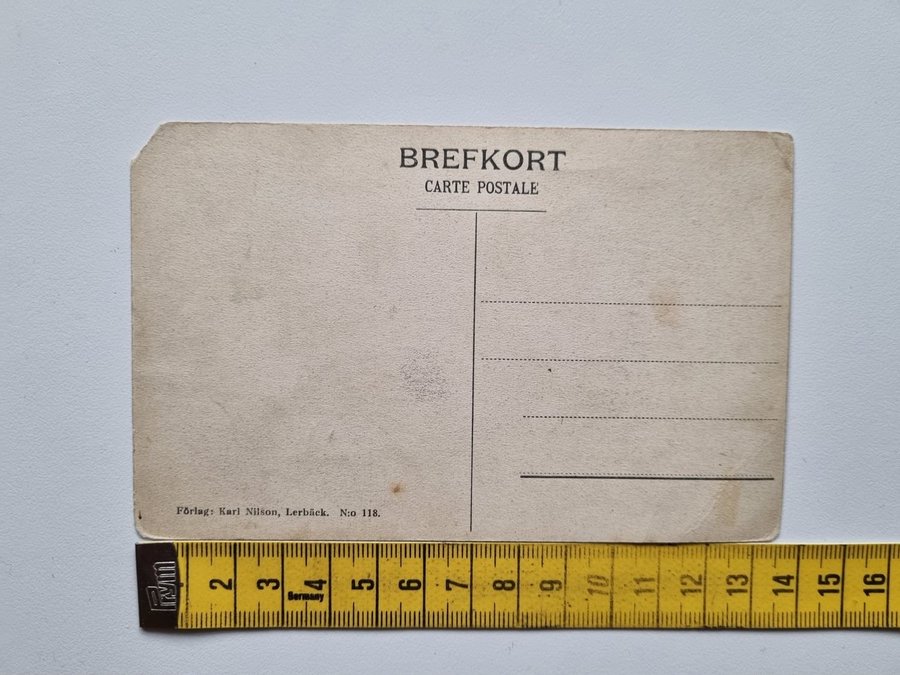 BREFKORT
CARTE POSTALE
Förlag: Karl Nilson, Lerbäck. N:o 118.
Prym 2 3 4 5 6 7 8 9 10 11 12 13 14 15 16
Germany